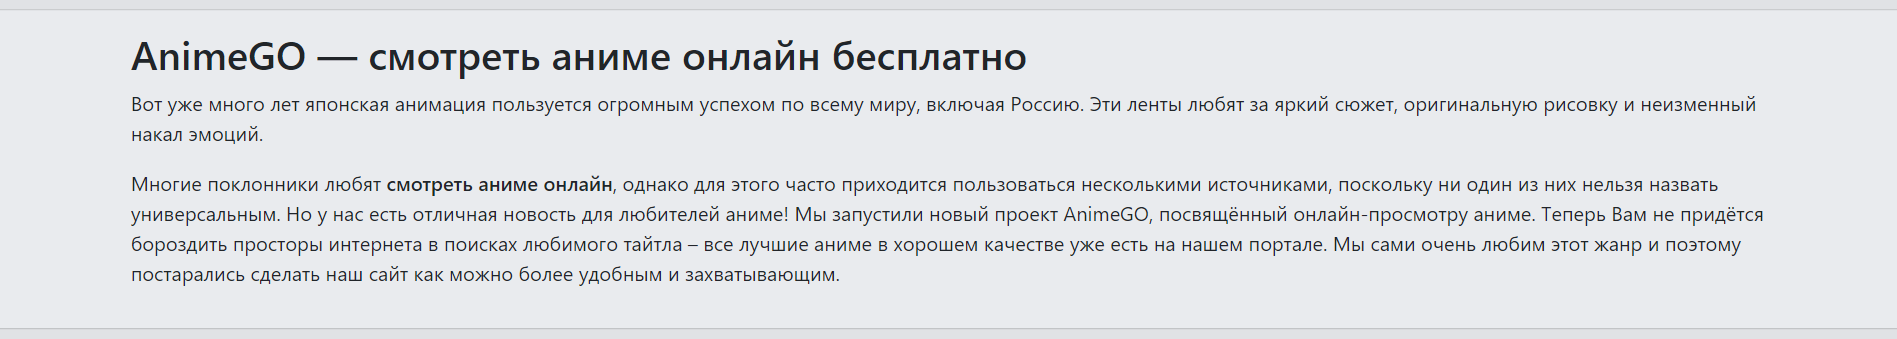 AnimeGO — смотреть аниме онлайн бесплатно
Вот уже много лет японская анимация пользуется огромным успехом по всему миру, включая Россию. Эти ленты любят за яркий сюжет, оригинальную рисовку и неизменный
накал эмоций.
Многие поклонники любят смотреть аниме онлайн, однако для этого часто приходится пользоваться несколькими источниками, поскольку ни один из них нельзя назвать
универсальным. Но у нас есть отличная новость для любителей аниме! Мы запустили новый проект AnimeGO, посвящённый онлайн-просмотру аниме. Теперь Вам не придётся
бороздить просторы интернета в поисках любимого тайтла – все лучшие аниме в хорошем качестве уже есть на нашем портале. Мы сами очень любим этот жанр и поэтому
постарались сделать наш сайт как можно более удобным и захватывающим.